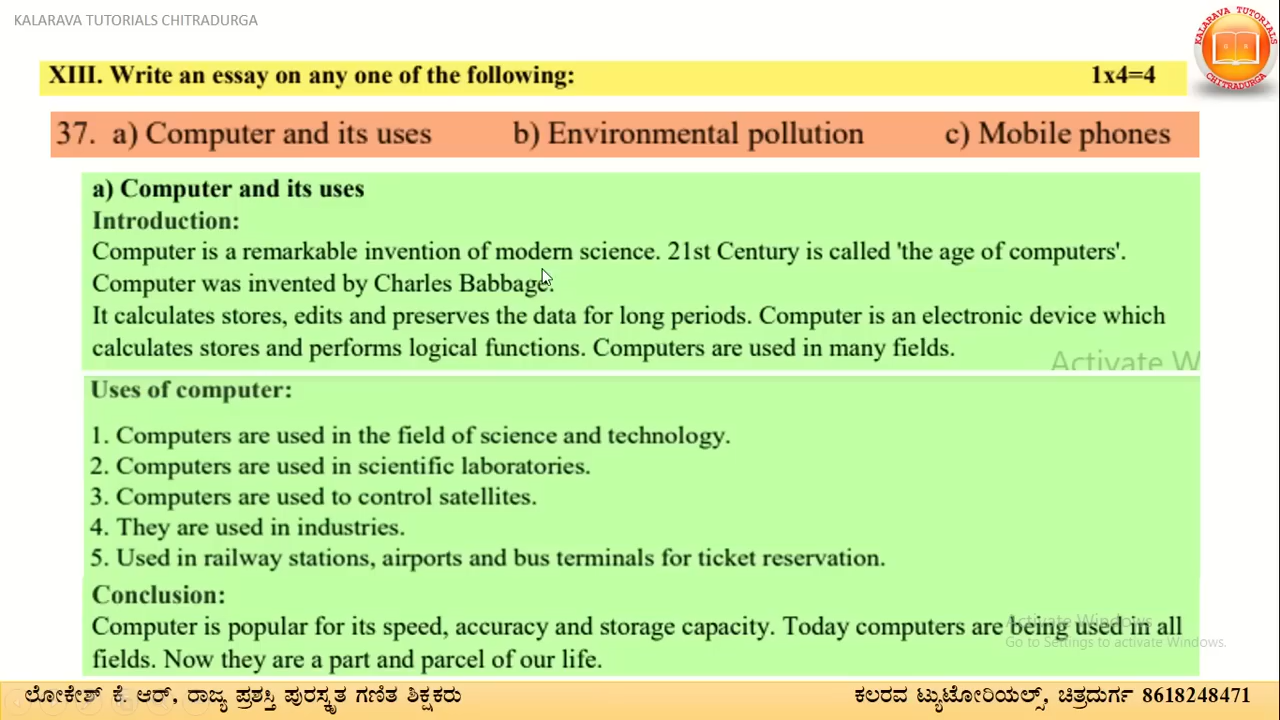 KALARAVA TUTORIALS CHITRADURGA
KALARAVA TUTORIALS
CHITRADURGA
XIII. Write an essay on any one of the following: 1x4=4
37. a) Computer and its uses b) Environmental pollution c) Mobile phones
a) Computer and its uses
Introduction:
Computer is a remarkable invention of modern science. 21st Century is called 'the age of computers'.
Computer was invented by Charles Babbage.
It calculates stores, edits and preserves the data for long periods. Computer is an electronic device which
calculates stores and performs logical functions. Computers are used in many fields.
Activate W
Uses of computer:
1. Computers are used in the field of science and technology.
2. Computers are used in scientific laboratories.
3. Computers are used to control satellites.
4. They are used in industries.
5. Used in railway stations, airports and bus terminals for ticket reservation.
Conclusion:
Computer is popular for its speed, accuracy and storage capacity. Today computers are being used in all
fields. Now they are a part and parcel of our life.
Activate Windows
Go to Settings to activate Windows.
ಲೋಕೇಶ್ ಕೆ. ಆರ್, ರಾಜ್ಯ ಪ್ರಶಸ್ತಿ ಪುರಸ್ಕೃತ ಗಣಿತ ಶಿಕ್ಷಕರು ಕಲರವ ಟ್ಯುಟೋರಿಯಲ್ಸ್, ಚಿತ್ರದುರ್ಗ 8618248471